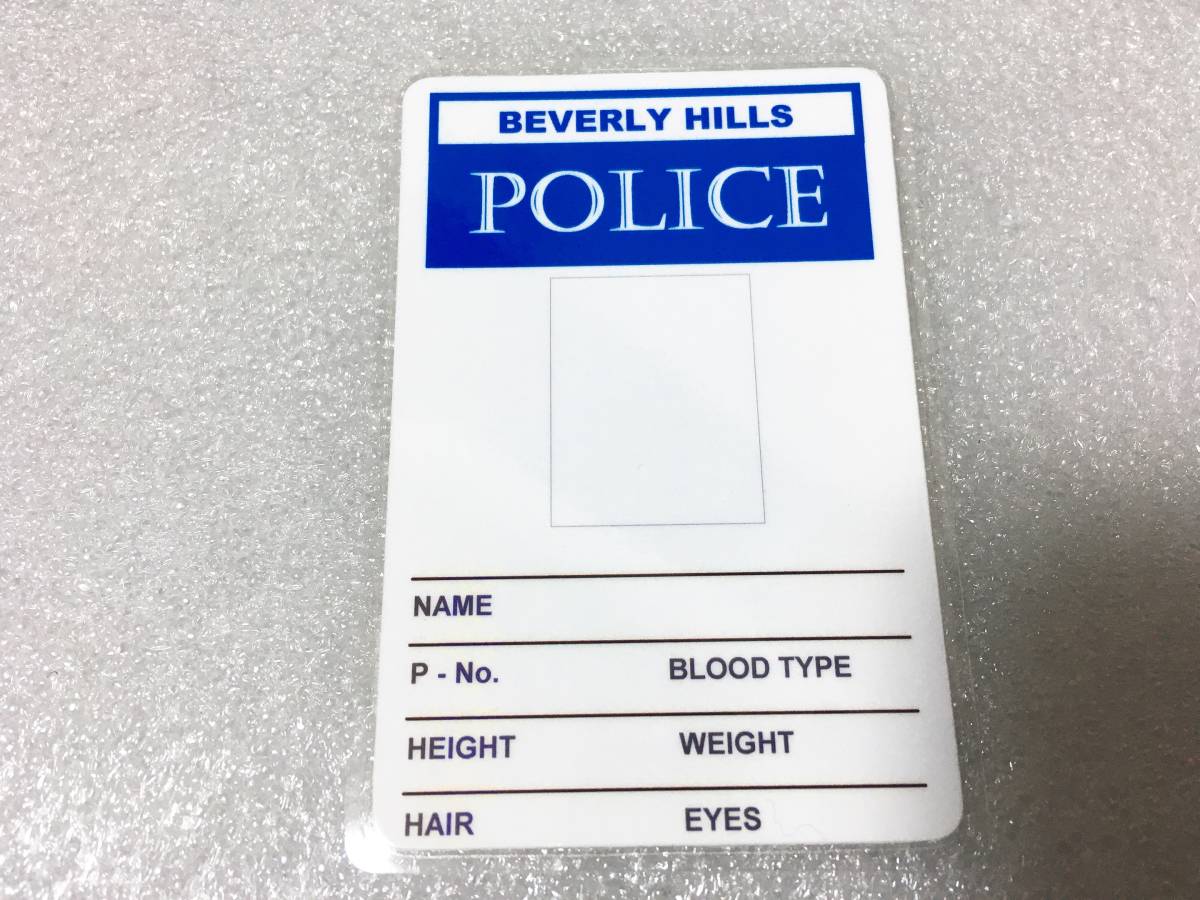 BEVERLY HILLS
POLICE
NAME
P - No. BLOOD TYPE
HEIGHT WEIGHT
HAIR EYES